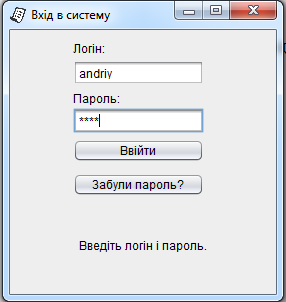 Вхід в систему
Логін:
andriy
Пароль:
****
Ввійти
Забули пароль?
Введіть логін і пароль.